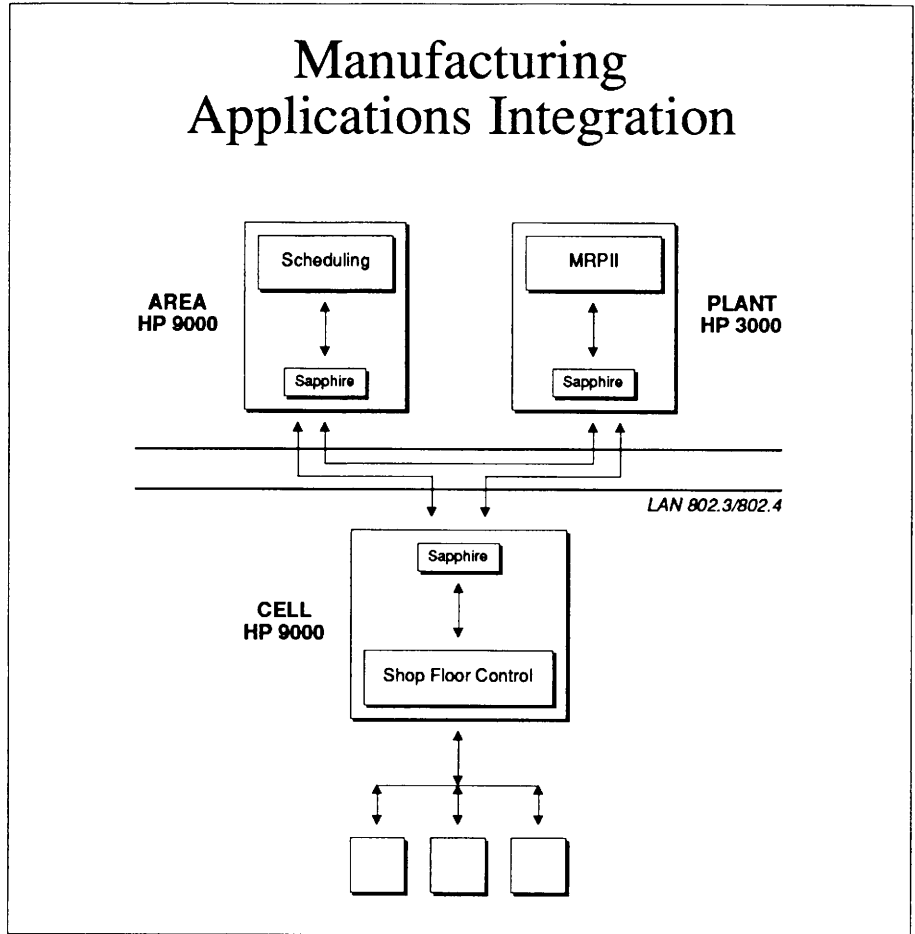 Manufacturing
Applications Integration
Scheduling
MRPII
AREA
HP 9000
PLANT
HP 3000
Sapphire
Sapphire
LAN 802.3/802.4
Sapphire
CELL
HP 9000
Shop Floor Control